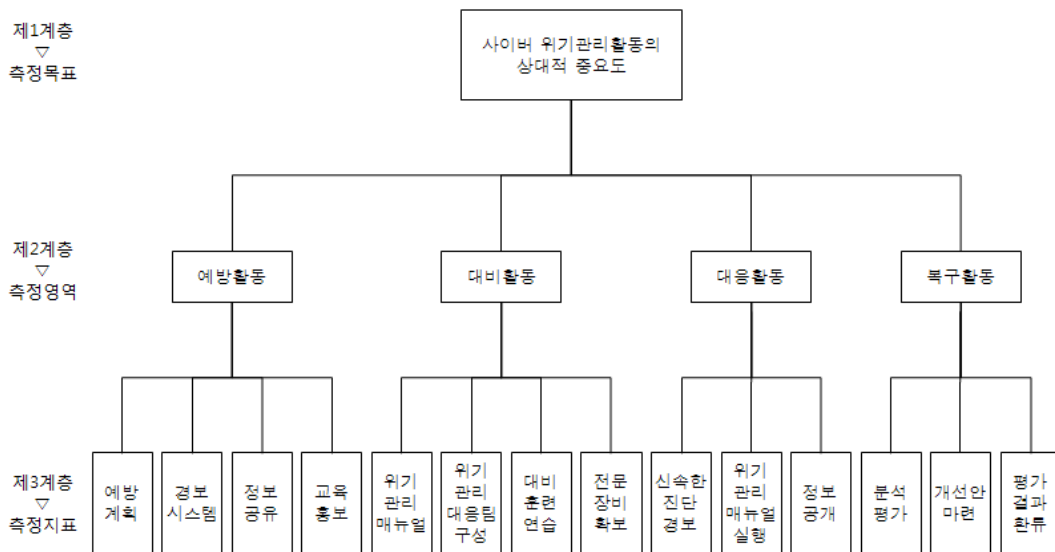 제1계층
▽
측정목표
사이버 위기관리활동의
상대적 중요도
제2계층
▽
측정영역
예방활동
대비활동
대응활동
복구활동
제3계층
▽
측정지표
예방
계획
경보
시스템
정보
공유
교육
홍보
위기
관리
매뉴얼
위기
관리
대응팀
구성
대비
훈련
연습
전문
장비
확보
신속한
진단
경보
위기
관리
매뉴얼
실행
정보
공개
분석
평가
개선안
마련
평가
결과
환류